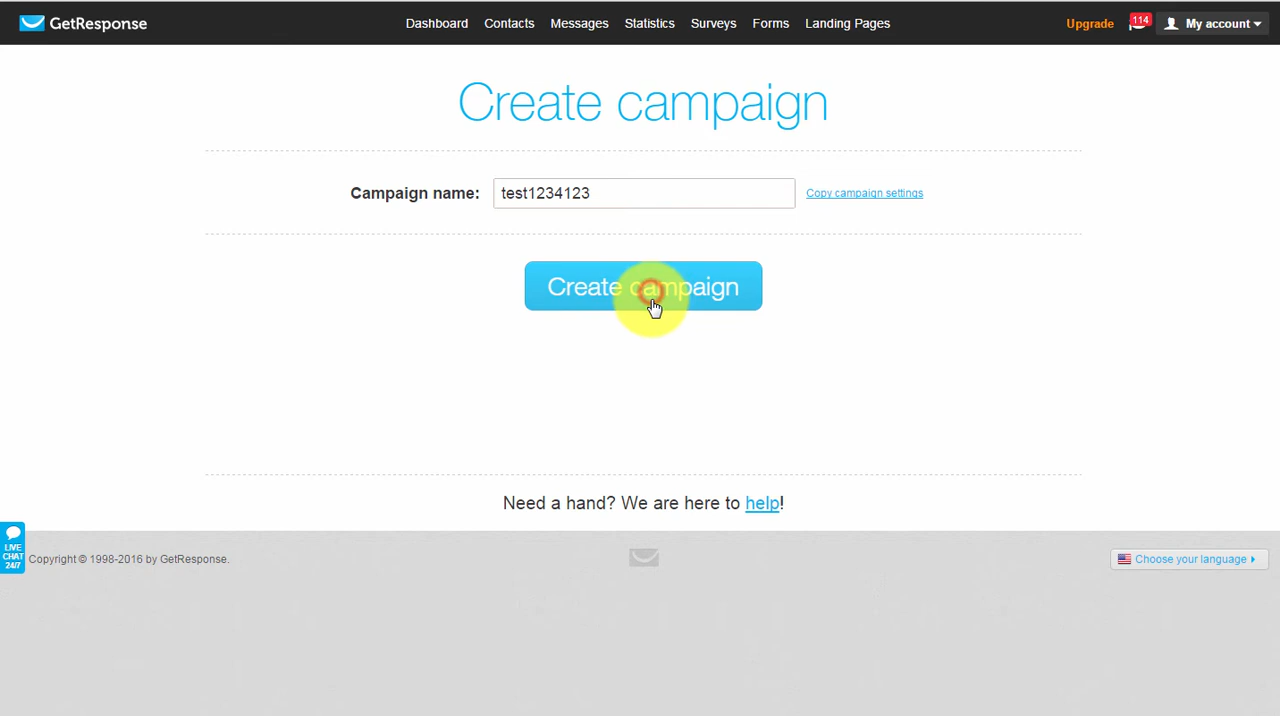 GetResponse
Dashboard Contacts Messages Statistics Surveys Forms Landing Pages
Upgrade 114 My account
Create campaign
Campaign name: test1234123 Copy campaign settings
Create campaign
Need a hand? We are here to help!
LIVE
CHAT
24/7
Copyright © 1998-2016 by GetResponse.
Choose your language